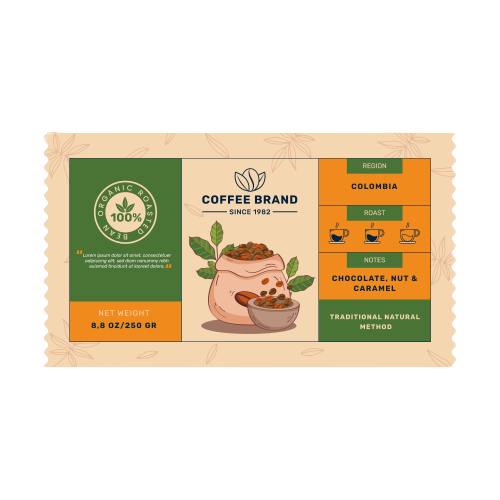 ORGANIC ROASTED BEAN
100%
"Lorem ipsum dolor sit amet, consectetuer
adipiscing elit, sed diam nonummy nibh
euismod tincidunt ut laoreet dolore."
NET WEIGHT
8,8 OZ/250 GR
COFFEE BRAND
SINCE 1982
REGION
COLOMBIA
ROAST
NOTES
CHOCOLATE, NUT &
CARAMEL
TRADITIONAL NATURAL
METHOD